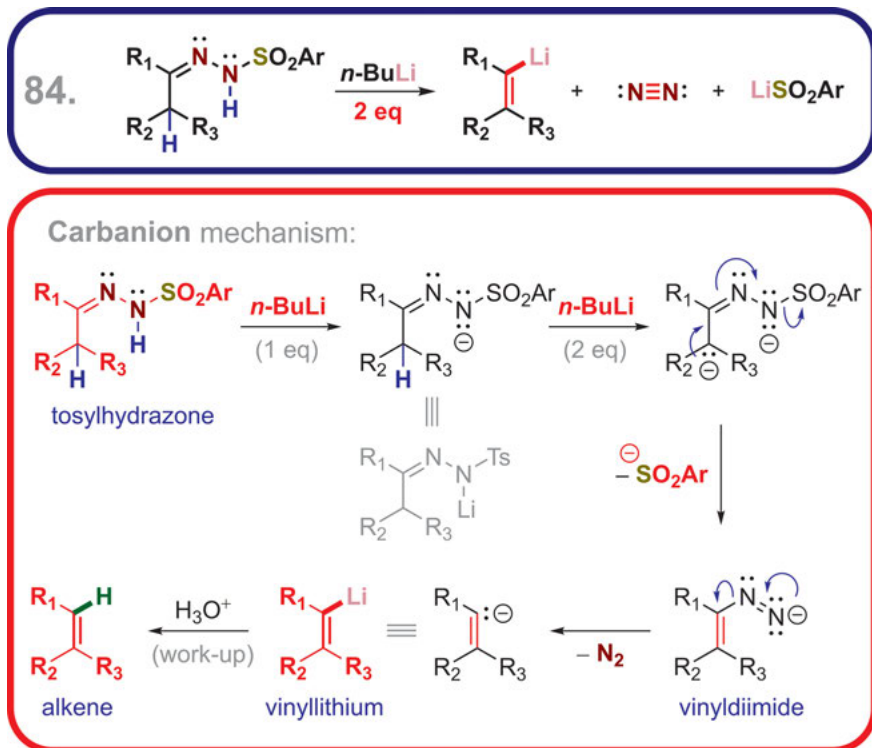 84.
R₁ N N̈ SO₂Ar H R₂ R₃ H
n-BuLi
2 eq
R₁ Li R₂ R₃
+
:N≡N:
+
LiSO₂Ar
Carbanion mechanism:
R₁ N N SO₂Ar H R₂ R₃ H
tosylhydrazone
n-BuLi
(1 eq)
R₁ N N SO₂Ar ⊖ R₂ R₃ H
n-BuLi
(2 eq)
R₁ N N SO₂Ar ⊖ R₂ ⊖ R₃
R₁ N N Ts Li R₂ R₃
⊖
– SO₂Ar
R₁ H R₂ R₃
alkene
H₃O⁺
(work-up)
R₁ Li R₂ R₃
vinyllithium
R₁ :⊖ R₂ R₃
– N₂
R₁ N N ⊖ R₂ R₃
vinyldiimide